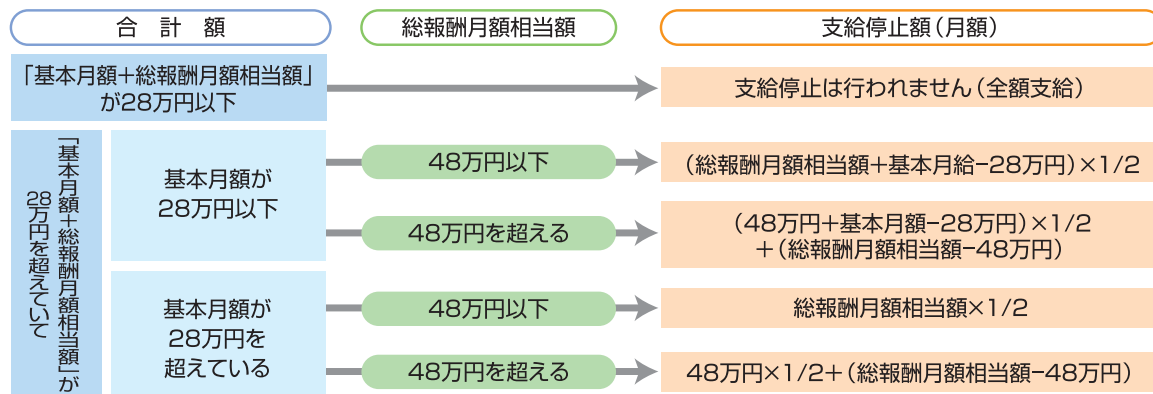 合計額
総報酬月額相当額
支給停止額(月額)
「基本月額+総報酬月額相当額」
が28万円以下
支給停止は行われません(全額支給)
「基本月額+総報酬月額相当額」が
28万円を超えていて
基本月額が
28万円以下
48万円以下
(総報酬月額相当額+基本月給−28万円)×1/2
48万円を超える
(48万円+基本月額−28万円)×1/2
+(総報酬月額相当額−48万円)
基本月額が
28万円を
超えている
48万円以下
総報酬月額相当額×1/2
48万円を超える
48万円×1/2+(総報酬月額相当額−48万円)